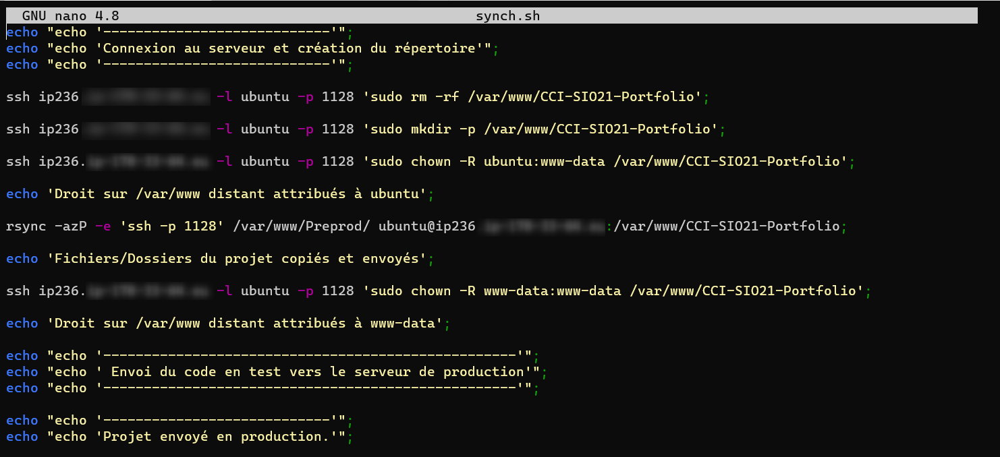 GNU nano 4.8 synch.sh
echo "echo '----------------------------'";
echo "echo 'Connexion au serveur et création du répertoire'";
echo "echo '----------------------------'";
ssh ip236 -l ubuntu -p 1128 'sudo rm -rf /var/www/CCI-SIO21-Portfolio';
ssh ip236 -l ubuntu -p 1128 'sudo mkdir -p /var/www/CCI-SIO21-Portfolio';
ssh ip236. -l ubuntu -p 1128 'sudo chown -R ubuntu:www-data /var/www/CCI-SIO21-Portfolio';
echo 'Droit sur /var/www distant attribués à ubuntu';
rsync -azP -e 'ssh -p 1128' /var/www/Preprod/ ubuntu@ip236 :/var/www/CCI-SIO21-Portfolio;
echo 'Fichiers/Dossiers du projet copiés et envoyés';
ssh ip236. -l ubuntu -p 1128 'sudo chown -R www-data:www-data /var/www/CCI-SIO21-Portfolio';
echo 'Droit sur /var/www distant attribués à www-data';
echo "echo '---------------------------------------------------'";
echo "echo ' Envoi du code en test vers le serveur de production'";
echo "echo '---------------------------------------------------'";
echo "echo '----------------------------'";
echo "echo 'Projet envoyé en production.'";